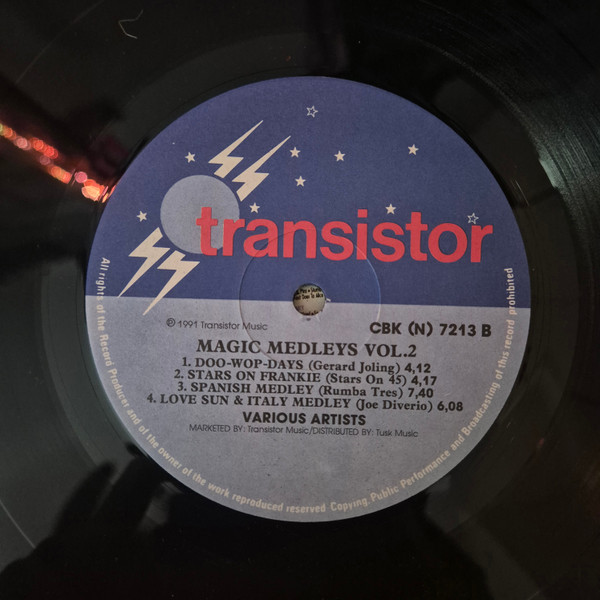 transistor
℗ 1991 Transistor Music
CBK (N) 7213 B
MAGIC MEDLEYS VOL.2
1. DOO-WOP-DAYS (Gerard Joling) 4,12
2. STARS ON FRANKIE (Stars On 45) 4,17
3. SPANISH MEDLEY (Rumba Tres) 7,40
4. LOVE SUN & ITALY MEDLEY (Joe Diverio) 6,08
VARIOUS ARTISTS
MARKETED BY: Transistor Music/DISTRIBUTED BY: Tusk Music
All rights of the Record Producer and of the owner of the work reproduced reserved Copying, Public Performance and Broadcasting of this record prohibited